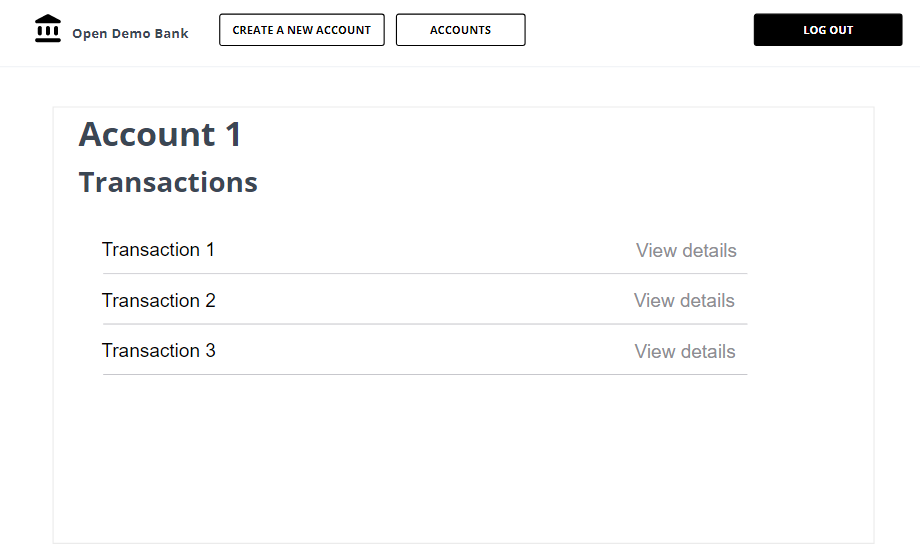 Open Demo Bank CREATE A NEW ACCOUNT ACCOUNTS LOG OUT
Account 1
Transactions
Transaction 1 View details
Transaction 2 View details
Transaction 3 View details